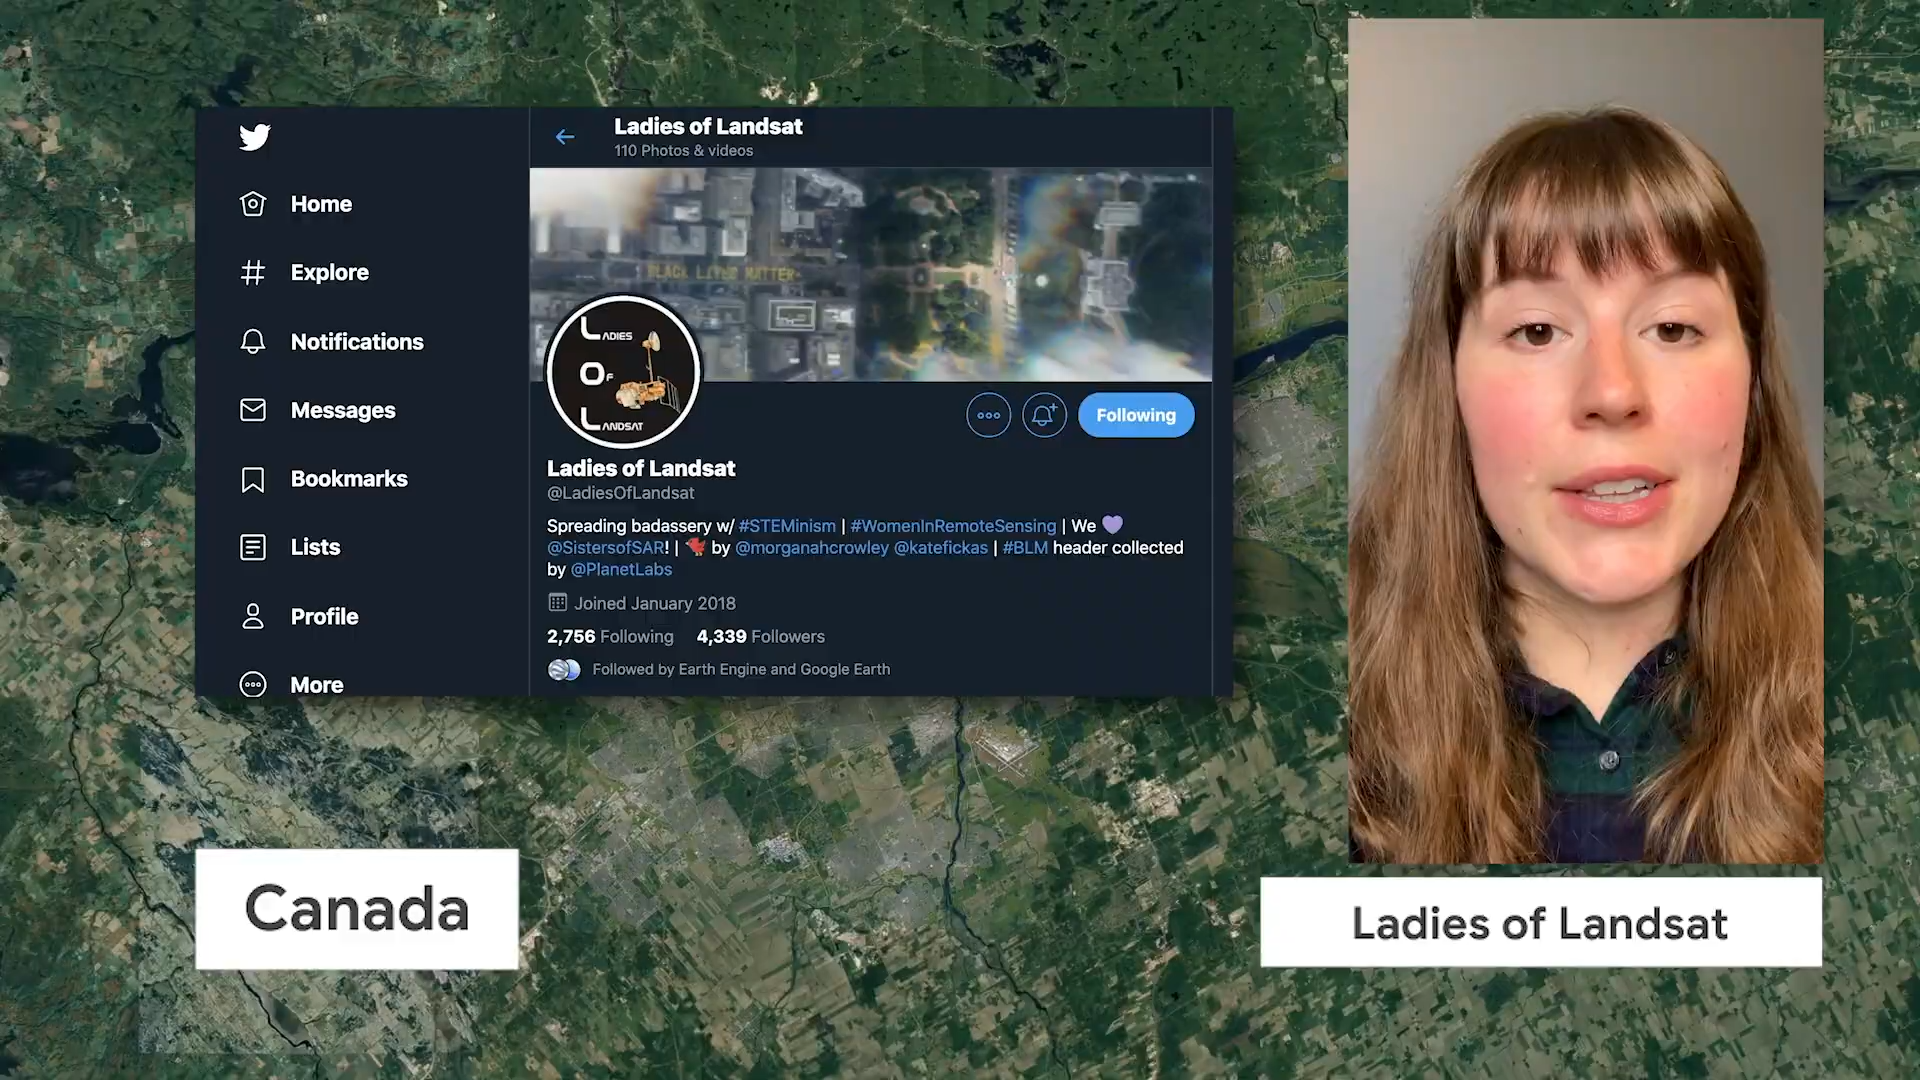 Ladies of Landsat
110 Photos & videos
Home
Explore
Notifications
Messages
Bookmarks
Lists
Profile
More
BLACK LIVES MATTER
LADIES
OF
LANDSAT
Following
Ladies of Landsat
@LadiesOfLandsat
Spreading badassery w/ #STEMinism | #WomenInRemoteSensing | We 💜
@SistersofSAR! | 🐦 by @morganahcrowley @katefickas | #BLM header collected
by @PlanetLabs
Joined January 2018
2,756 Following 4,339 Followers
Followed by Earth Engine and Google Earth
Canada
Ladies of Landsat